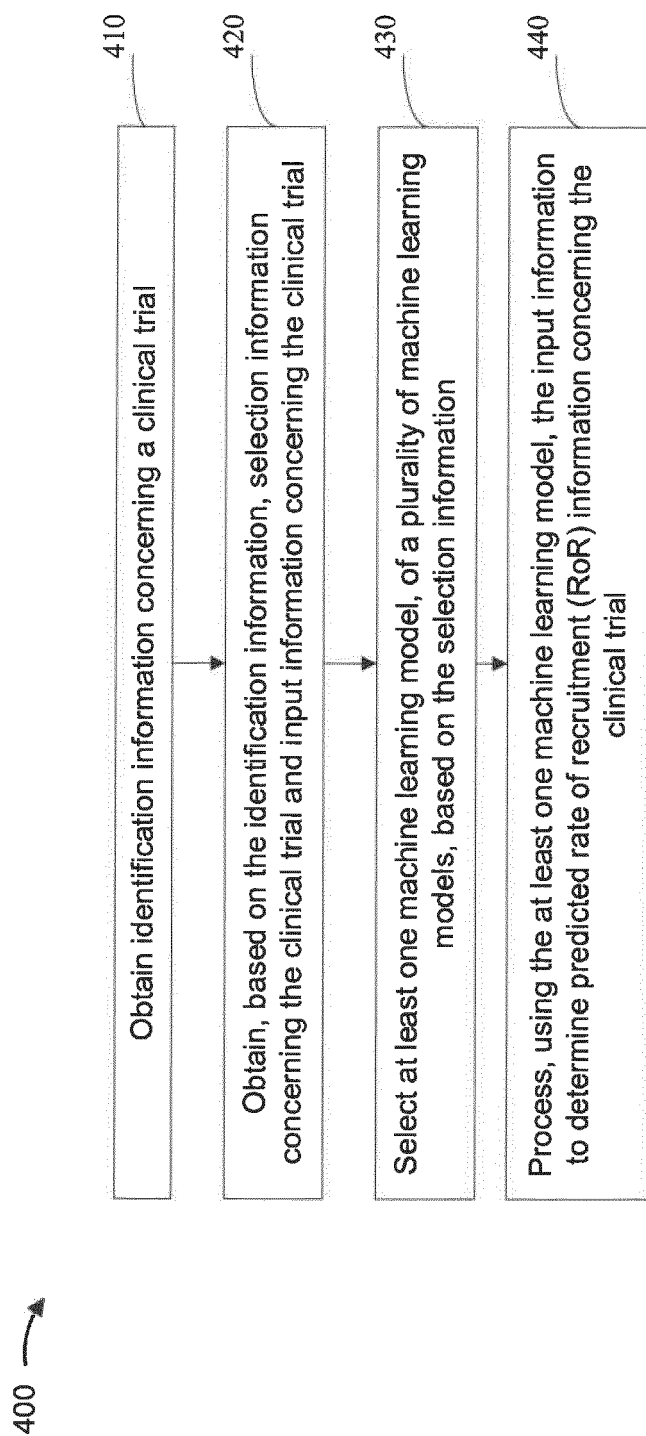 400
410
Obtain identification information concerning a clinical trial
420
Obtain, based on the identification information, selection information
concerning the clinical trial and input information concerning the clinical trial
430
Select at least one machine learning model, of a plurality of machine learning
models, based on the selection information
440
Process, using the at least one machine learning model, the input information
to determine predicted rate of recruitment (RoR) information concerning the
clinical trial